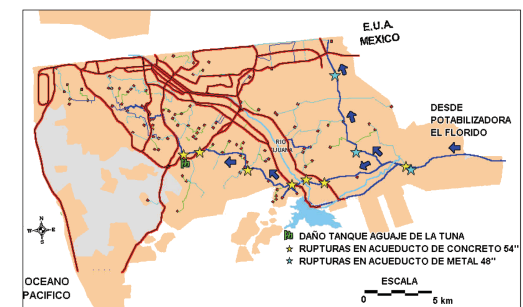 E.U.A.
MEXICO
DESDE
POTABILIZADORA
EL FLORIDO
RIO
TIJUANA
N
W
E
S
DAÑO TANQUE AGUAJE DE LA TUNA
RUPTURAS EN ACUEDUCTO DE CONCRETO 54"
RUPTURAS EN ACUEDUCTO DE METAL 48"
OCEANO
PACIFICO
ESCALA
0 5 km